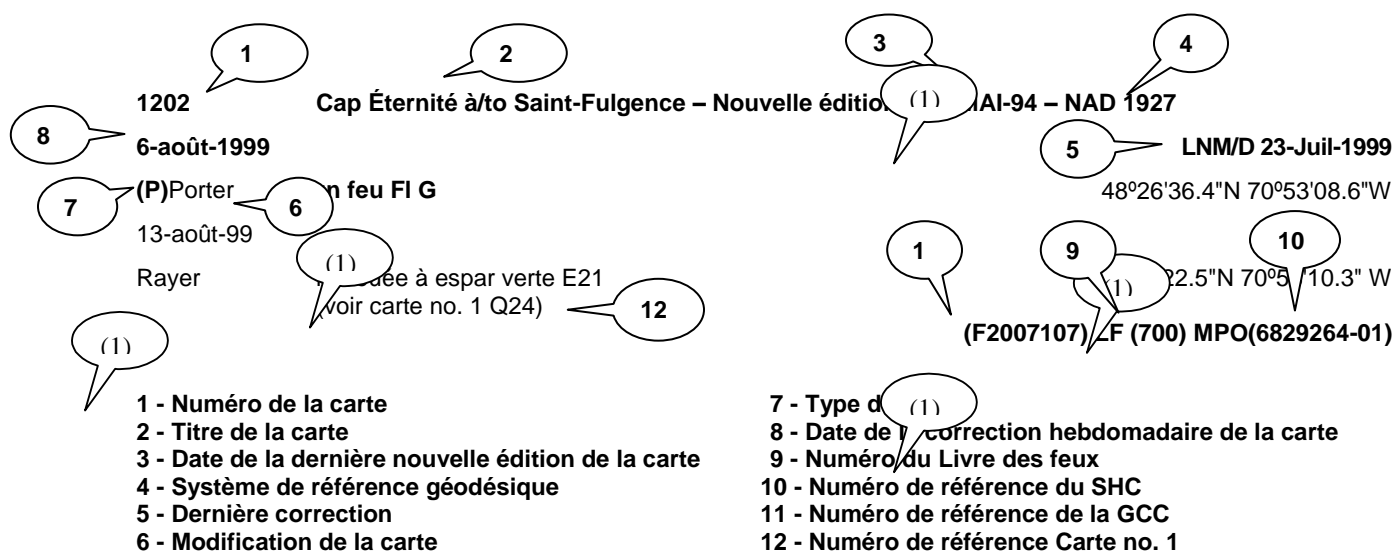 1 2 3 4
1202 Cap Éternité à/to Saint-Fulgence – Nouvelle édition (1) AI-94 – NAD 1927
8 6-août-1999 5 LNM/D 23-Juil-1999
7 (P)Porter 6 feu Fl G 48º26'36.4"N 70º53'08.6"W
13-août-99
1 9 10
Rayer (1) à espar verte E21 (1) 22.5"N 10.3" W
(voir carte no. 1 Q24) 12
(F2007107) LF (700) MPO(6829264-01)
(1)
1 - Numéro de la carte
2 - Titre de la carte
3 - Date de la dernière nouvelle édition de la carte
4 - Système de référence géodésique
5 - Dernière correction
6 - Modification de la carte
7 - Type (1)
8 - Date de correction hebdomadaire de la carte
9 - Numéro du Livre des feux
10 - Numéro de référence du SHC
11 - Numéro de référence de la GCC
12 - Numéro de référence Carte no. 1